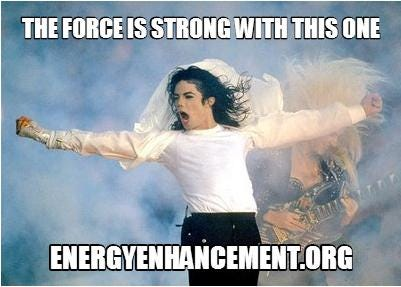 THE FORCE IS STRONG WITH THIS ONE
ENERGYENHANCEMENT.ORG